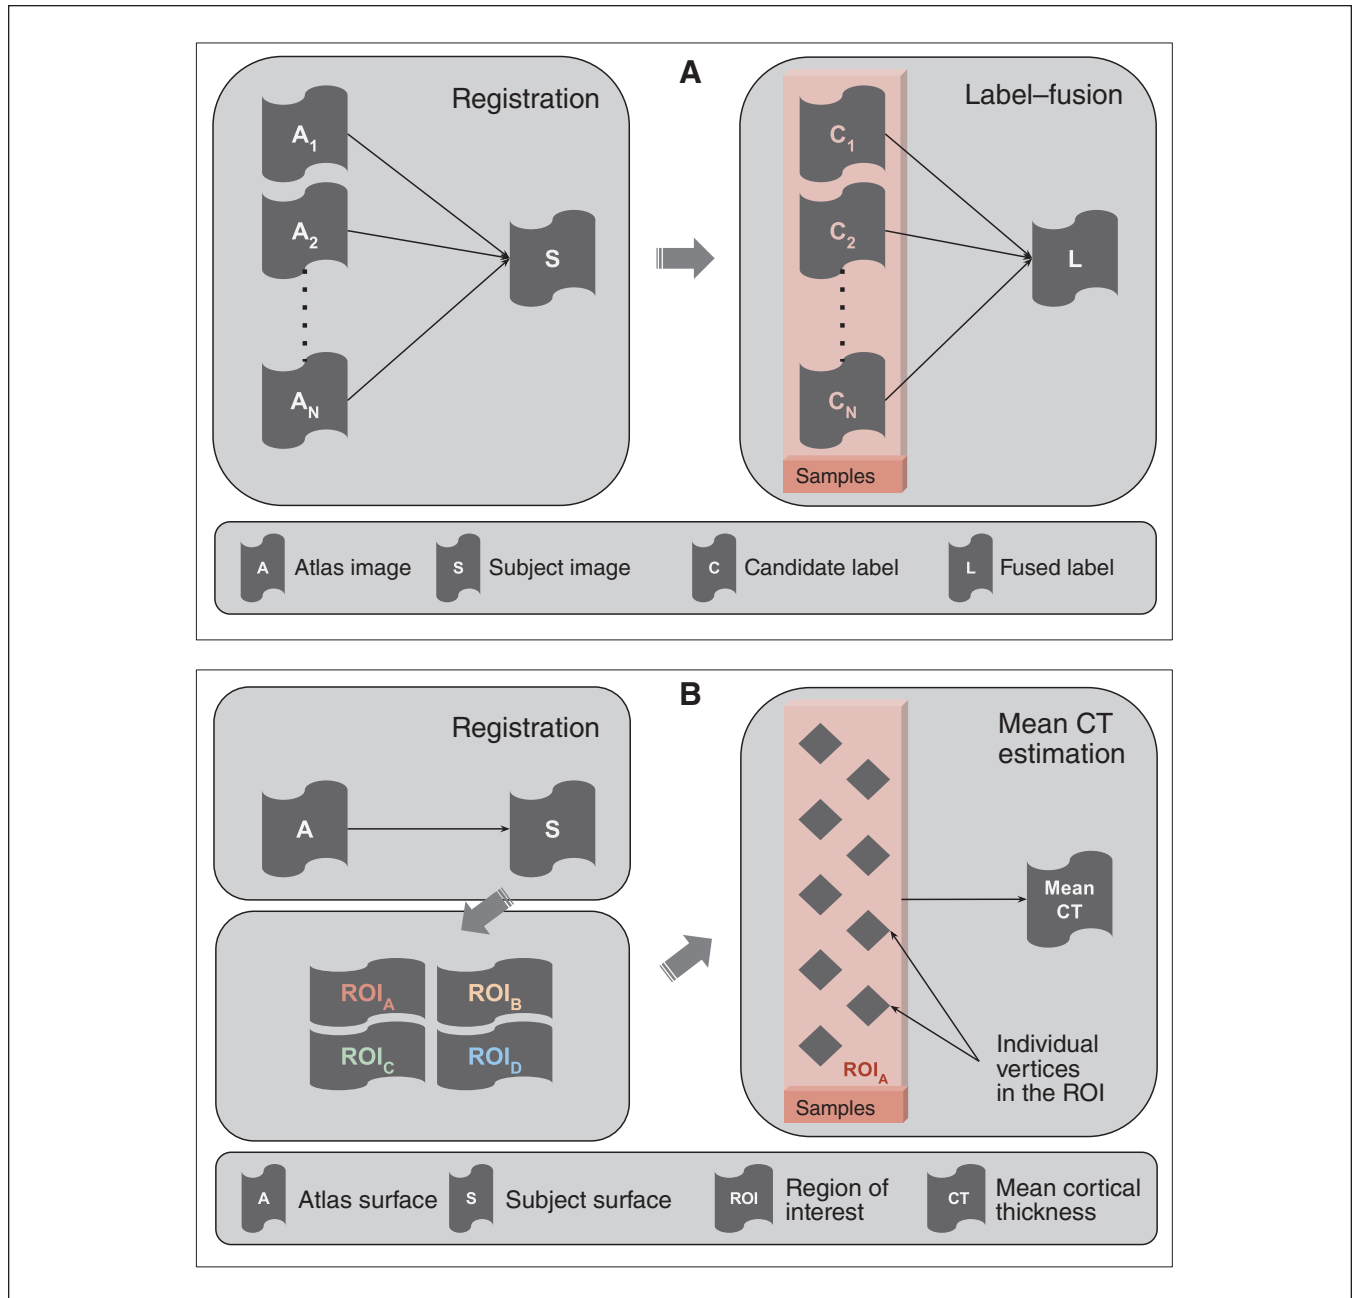 A
Registration
A1
A2
AN
S
Label–fusion
C1
C2
CN
L
Samples
A Atlas image
S Subject image
C Candidate label
L Fused label
B
Registration
A
S
ROIA
ROIB
ROIC
ROID
Mean CT
estimation
Mean
CT
Individual
vertices
in the ROI
ROIA
Samples
A Atlas surface
S Subject surface
ROI Region of
interest
CT Mean cortical
thickness